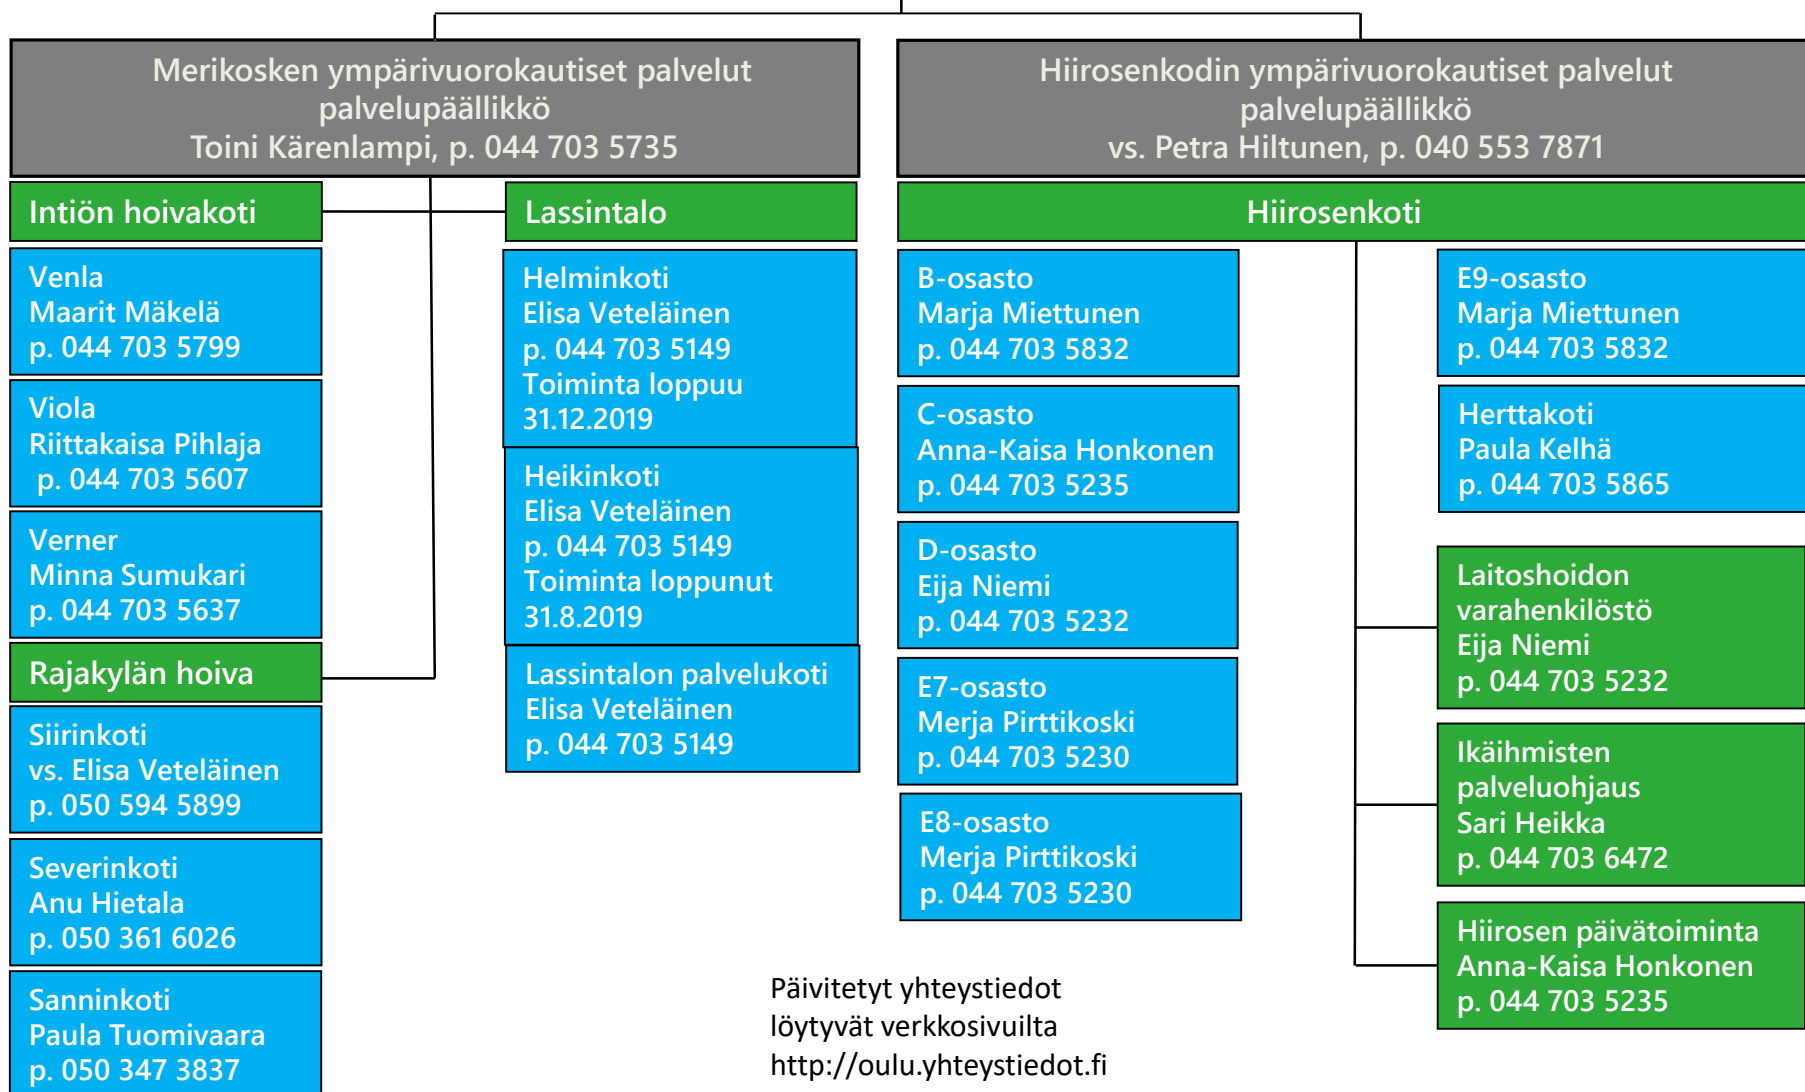 Merikosken ympärivuorokautiset palvelut
palvelupäällikkö
Toini Kärenlampi, p. 044 703 5735
Intiön hoivakoti
Venla
Maarit Mäkelä
p. 044 703 5799
Viola
Riittakaisa Pihlaja
p. 044 703 5607
Verner
Minna Sumukari
p. 044 703 5637
Rajakylän hoiva
Siirinkoti
vs. Elisa Veteläinen
p. 050 594 5899
Severinkoti
Anu Hietala
p. 050 361 6026
Sanninkoti
Paula Tuomivaara
p. 050 347 3837
Lassintalo
Helminkoti
Elisa Veteläinen
p. 044 703 5149
Toiminta loppuu
31.12.2019
Heikinkoti
Elisa Veteläinen
p. 044 703 5149
Toiminta loppunut
31.8.2019
Lassintalon palvelukoti
Elisa Veteläinen
p. 044 703 5149
Hiirosenkodin ympärivuorokautiset palvelut
palvelupäällikkö
vs. Petra Hiltunen, p. 040 553 7871
Hiirosenkoti
B-osasto
Marja Miettunen
p. 044 703 5832
C-osasto
Anna-Kaisa Honkonen
p. 044 703 5235
D-osasto
Eija Niemi
p. 044 703 5232
E7-osasto
Merja Pirttikoski
p. 044 703 5230
E8-osasto
Merja Pirttikoski
p. 044 703 5230
E9-osasto
Marja Miettunen
p. 044 703 5832
Herttakoti
Paula Kelhä
p. 044 703 5865
Laitoshoidon
varahenkilöstö
Eija Niemi
p. 044 703 5232
Ikäihmisten
palveluohjaus
Sari Heikka
p. 044 703 6472
Hiirosen päivätoiminta
Anna-Kaisa Honkonen
p. 044 703 5235
Päivitetyt yhteystiedot
löytyvät verkkosivuilta
http://oulu.yhteystiedot.fi